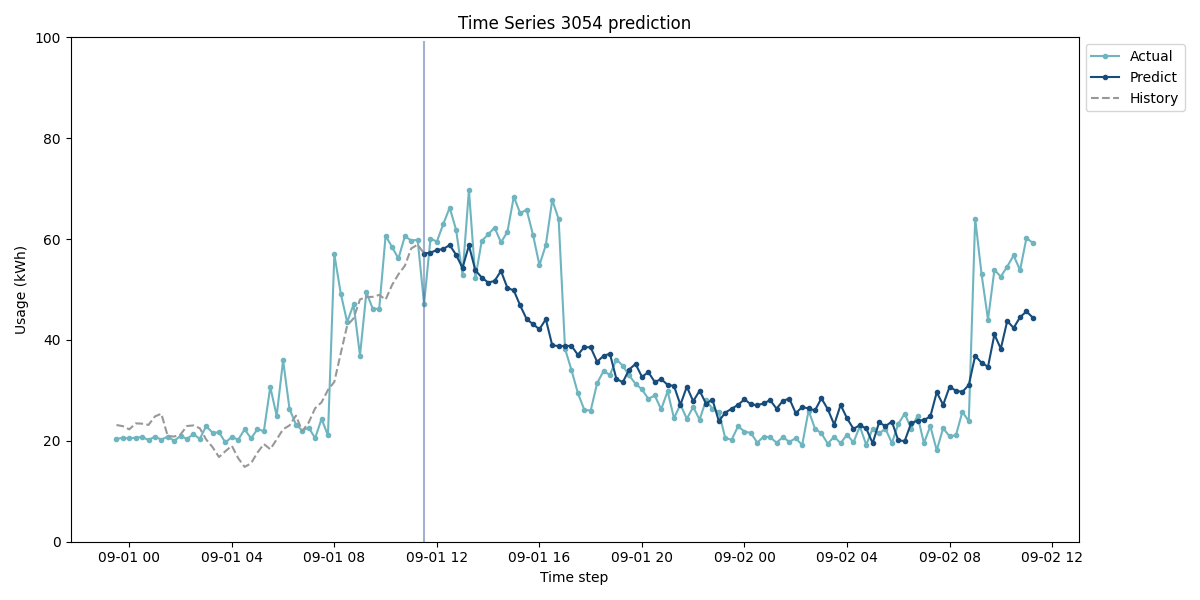 Time Series 3054 prediction
Usage (kWh)
100
80
60
40
20
0
09-01 00
09-01 04
09-01 08
09-01 12
09-01 16
09-01 20
09-02 00
09-02 04
09-02 08
09-02 12
Time step
Actual
Predict
History